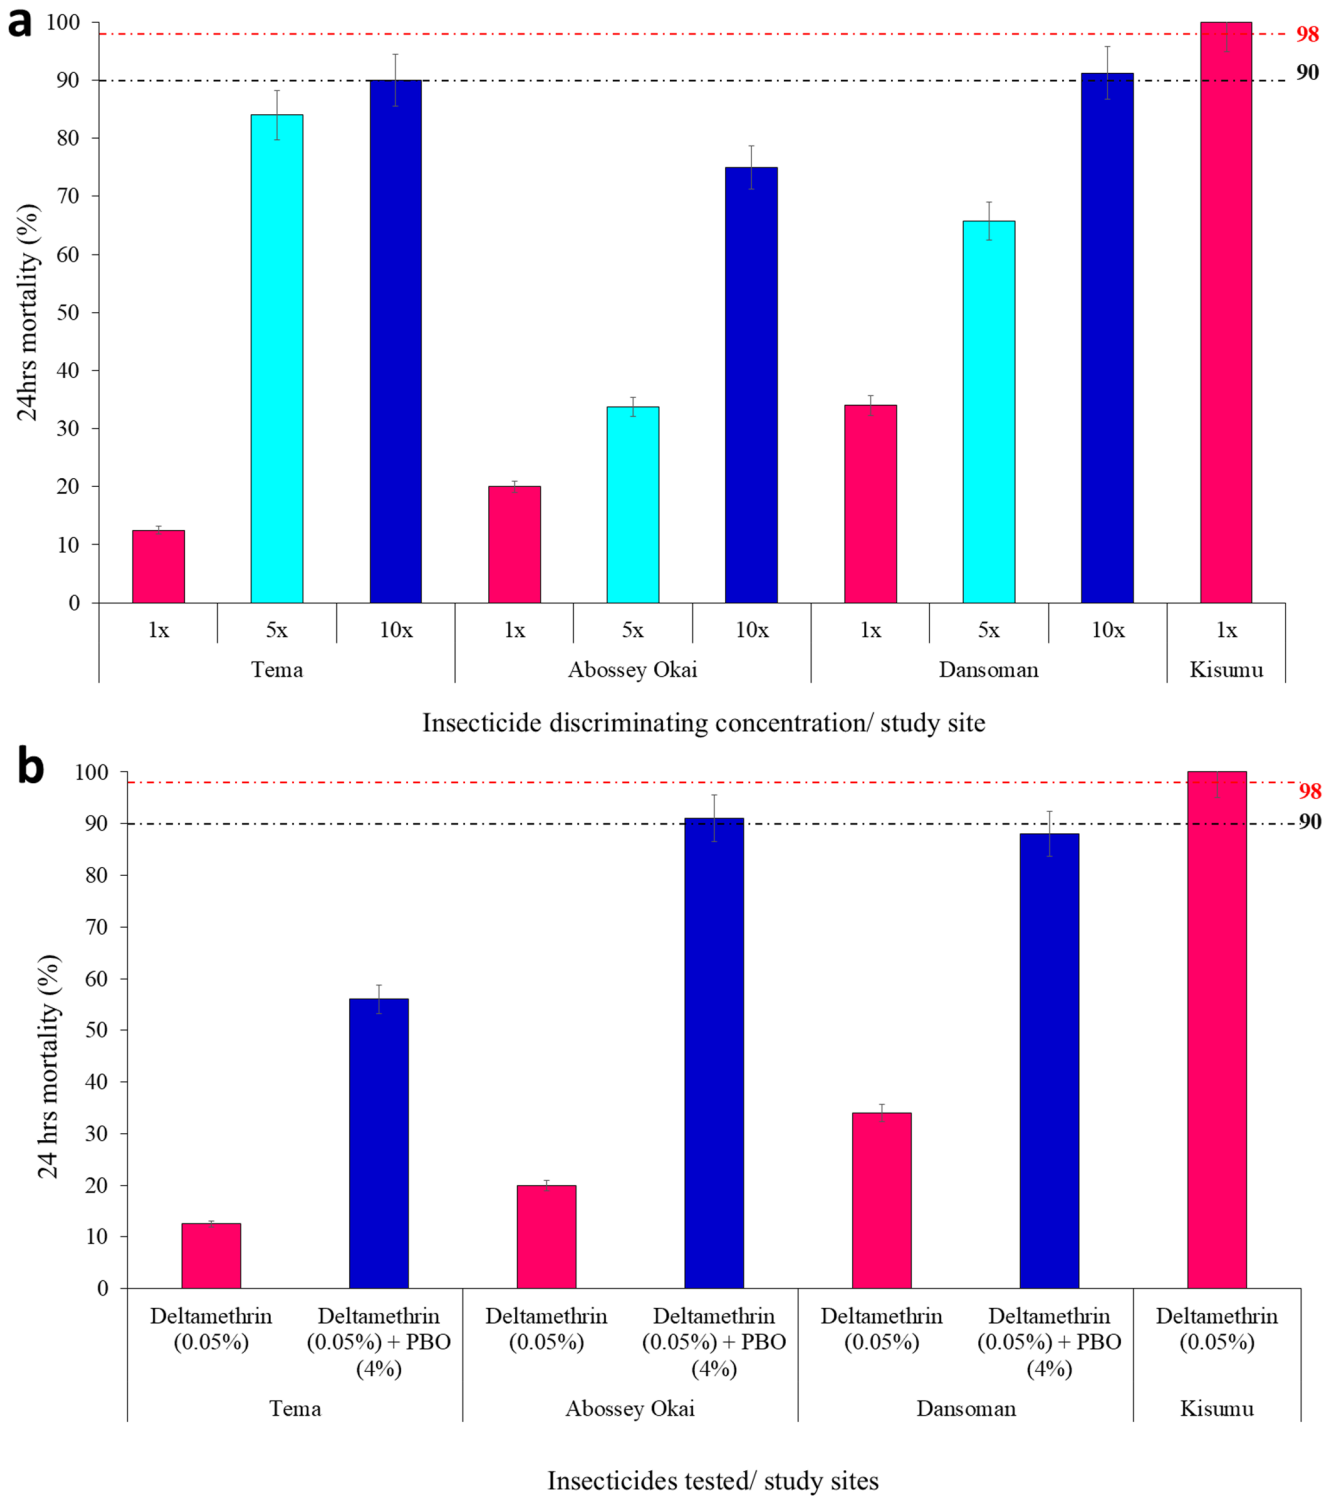 a
100
98
90
90
80
70
60
50
40
30
20
10
0
24hrs mortality (%)
1x 5x 10x 1x 5x 10x 1x 5x 10x 1x
Tema Abossey Okai Dansoman Kisumu
Insecticide discriminating concentration/ study site
b
100
98
90
90
80
70
60
50
40
30
20
10
0
24 hrs mortality (%)
Deltamethrin Deltamethrin Deltamethrin Deltamethrin Deltamethrin Deltamethrin Deltamethrin
(0.05%) (0.05%) + PBO (0.05%) (0.05%) + PBO (0.05%) (0.05%) + PBO (0.05%)
(4%) (4%) (4%)
Tema Abossey Okai Dansoman Kisumu
Insecticides tested/ study sites